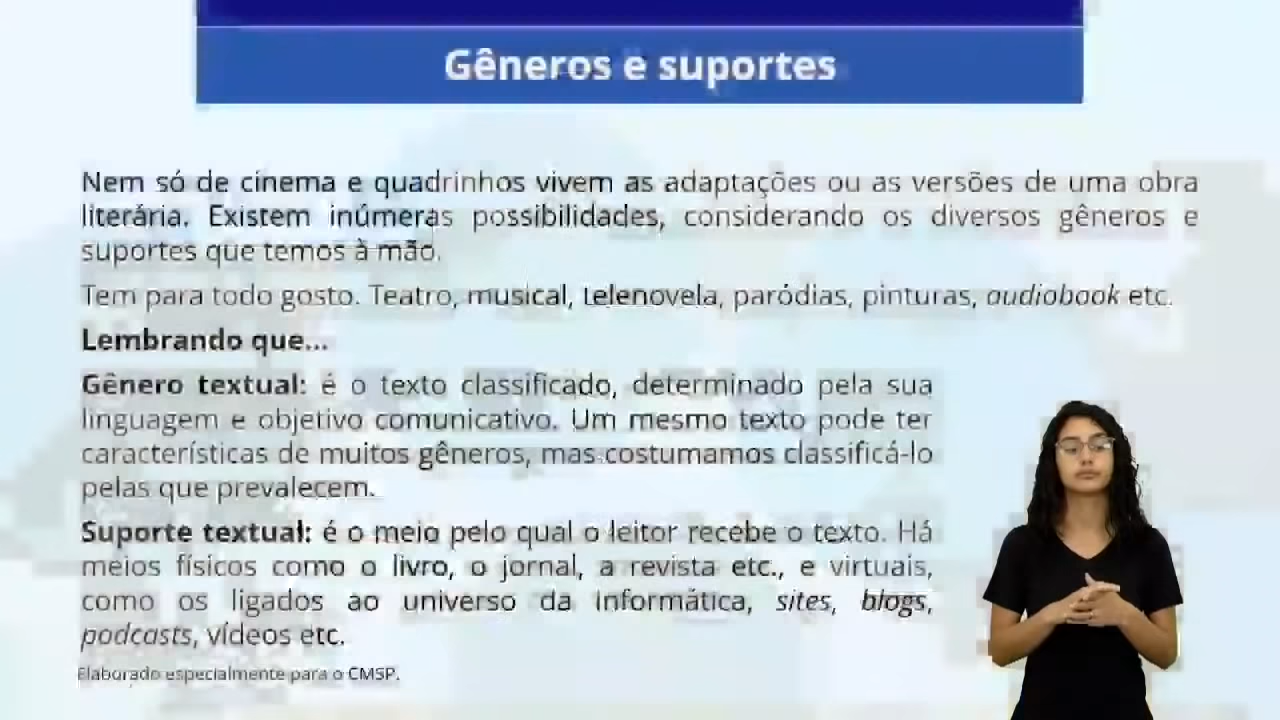 Gêneros e suportes
Nem só de cinema e quadrinhos vivem as adaptações ou as versões de uma obra
literária. Existem inúmeras possibilidades, considerando os diversos gêneros e
suportes que temos à mão.
Tem para todo gosto. Teatro, musical, telenovela, paródias, pinturas, audiobook etc.
Lembrando que...
Gênero textual: é o texto classificado, determinado pela sua
linguagem e objetivo comunicativo. Um mesmo texto pode ter
características de muitos gêneros, mas costumamos classificá-lo
pelas que prevalecem.
Suporte textual: é o meio pelo qual o leitor recebe o texto. Há
meios físicos como o livro, o jornal, a revista etc., e virtuais,
como os ligados ao universo da informática, sites, blogs,
podcasts, vídeos etc.
Elaborado especialmente para o CMSP.